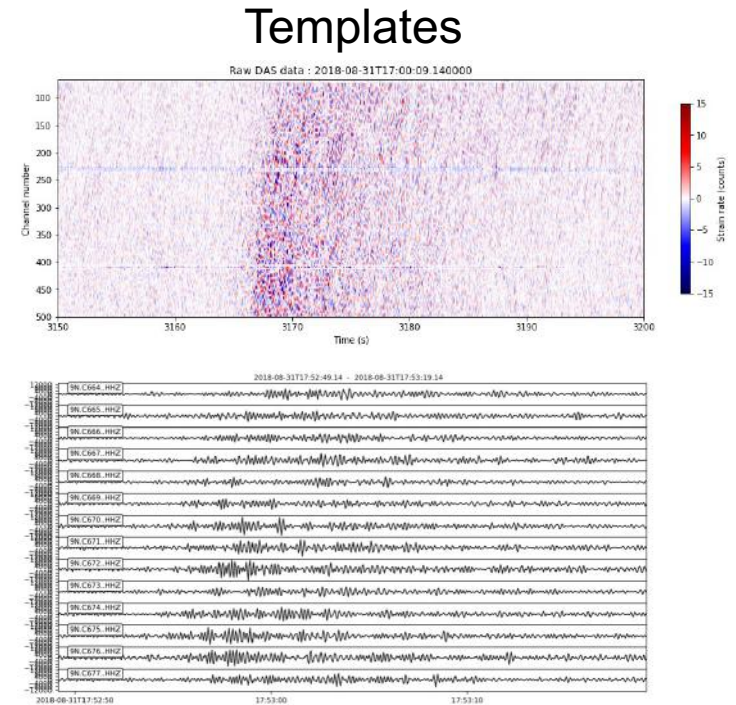 Templates
Raw DAS data : 2018-08-31T17:00:09.140000
100
150
200
250
300
350
400
450
500
Channel number
3150
3160
3170
3180
3190
3200
Time (s)
15
10
5
0
−5
−10
−15
Strain rate (counts)
2018-08-31T17:52:49.14 - 2018-08-31T17:53:19.14
12000
9N.C664..HHZ
9N.C665..HHZ
9N.C666..HHZ
9N.C667..HHZ
9N.C668..HHZ
9N.C669..HHZ
9N.C670..HHZ
9N.C671..HHZ
9N.C672..HHZ
9N.C673..HHZ
9N.C674..HHZ
9N.C675..HHZ
9N.C676..HHZ
9N.C677..HHZ
−12000
2018-08-31T17:52:50
17:53:00
17:53:10